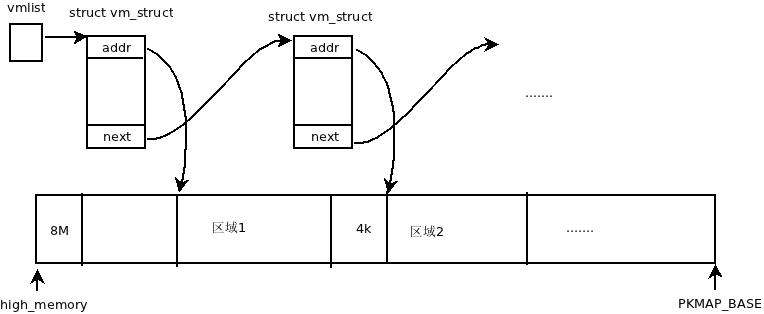 vmlist
struct vm_struct
struct vm_struct
addr
addr
.......
next
next
8M
区域1
4k
区域2
.......
high_memory
PKMAP_BASE